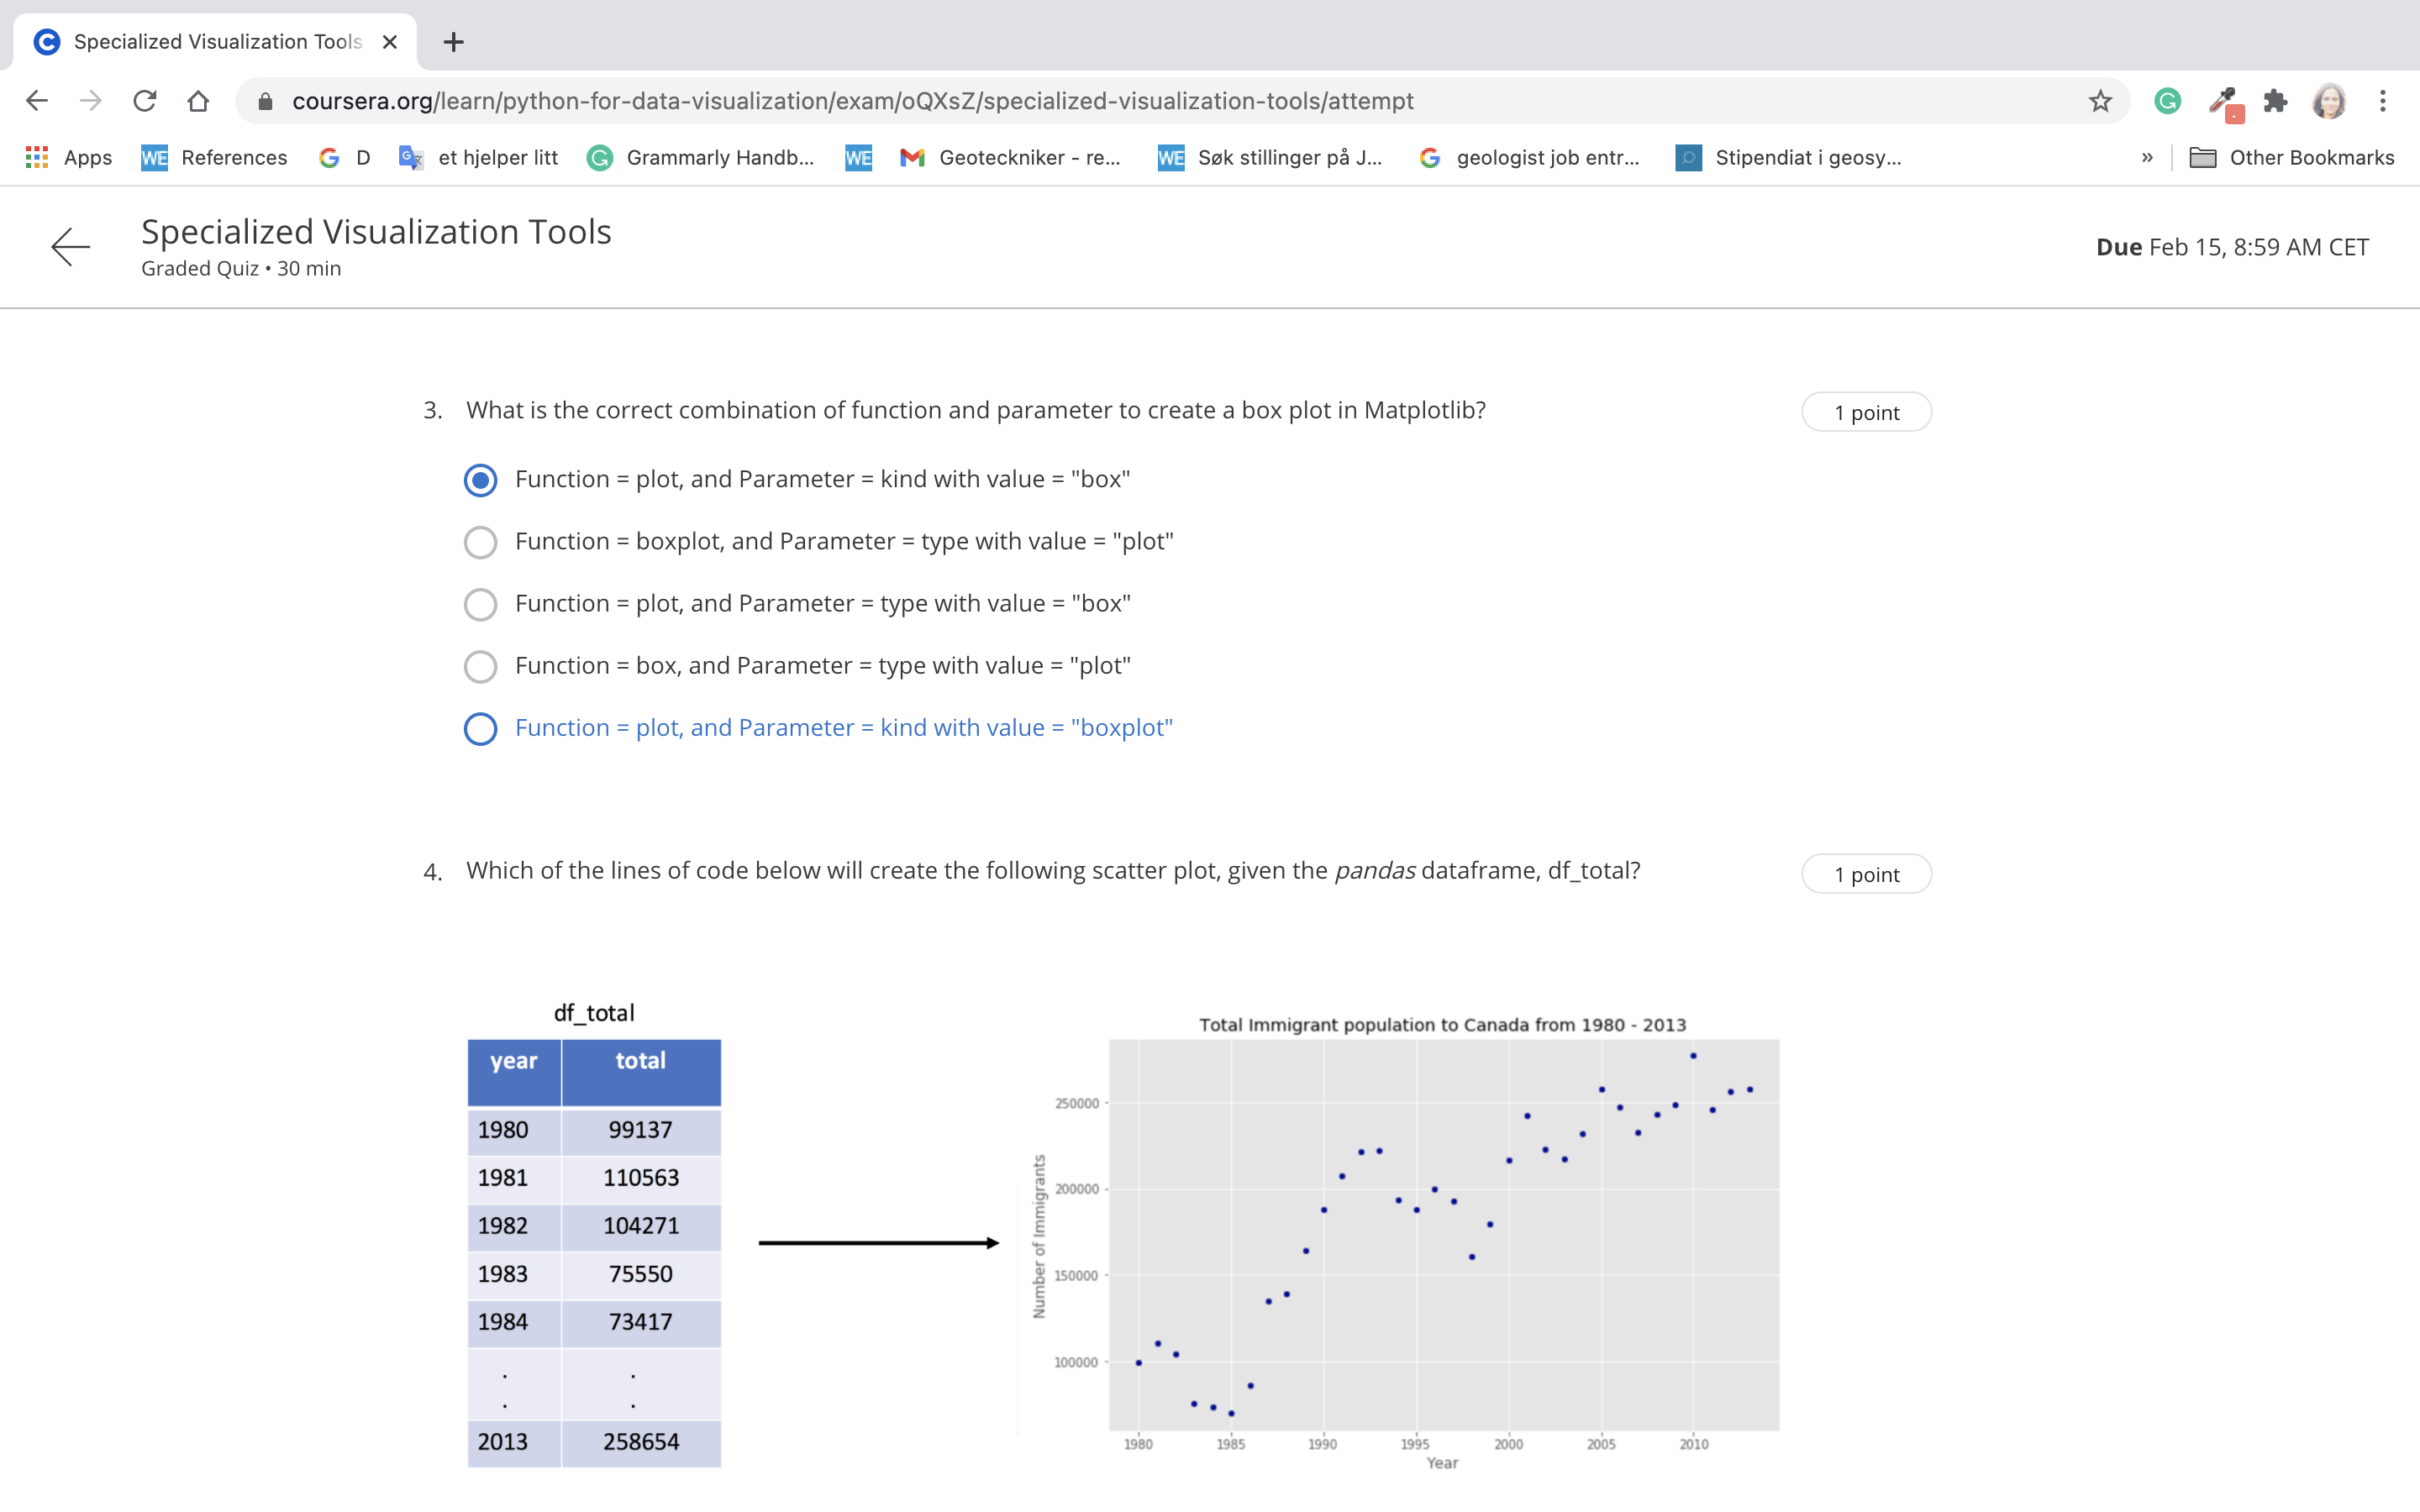 Specialized Visualization Tools
coursera.org/learn/python-for-data-visualization/exam/oQXsZ/specialized-visualization-tools/attempt
Apps WE References G D et hjelper litt Grammarly Handb... WE Geoteckniker - re... WE Søk stillinger på J... geologist job entr... Stipendiat i geosy... » Other Bookmarks
Specialized Visualization Tools
Graded Quiz • 30 min
Due Feb 15, 8:59 AM CET
3. What is the correct combination of function and parameter to create a box plot in Matplotlib?
1 point
Function = plot, and Parameter = kind with value = "box"
Function = boxplot, and Parameter = type with value = "plot"
Function = plot, and Parameter = type with value = "box"
Function = box, and Parameter = type with value = "plot"
Function = plot, and Parameter = kind with value = "boxplot"
4. Which of the lines of code below will create the following scatter plot, given the pandas dataframe, df_total?
1 point
df_total
year total
1980 99137
1981 110563
1982 104271
1983 75550
1984 73417
. .
. .
2013 258654
Total Immigrant population to Canada from 1980 - 2013
Number of Immigrants
250000
200000
150000
100000
1980 1985 1990 1995 2000 2005 2010
Year